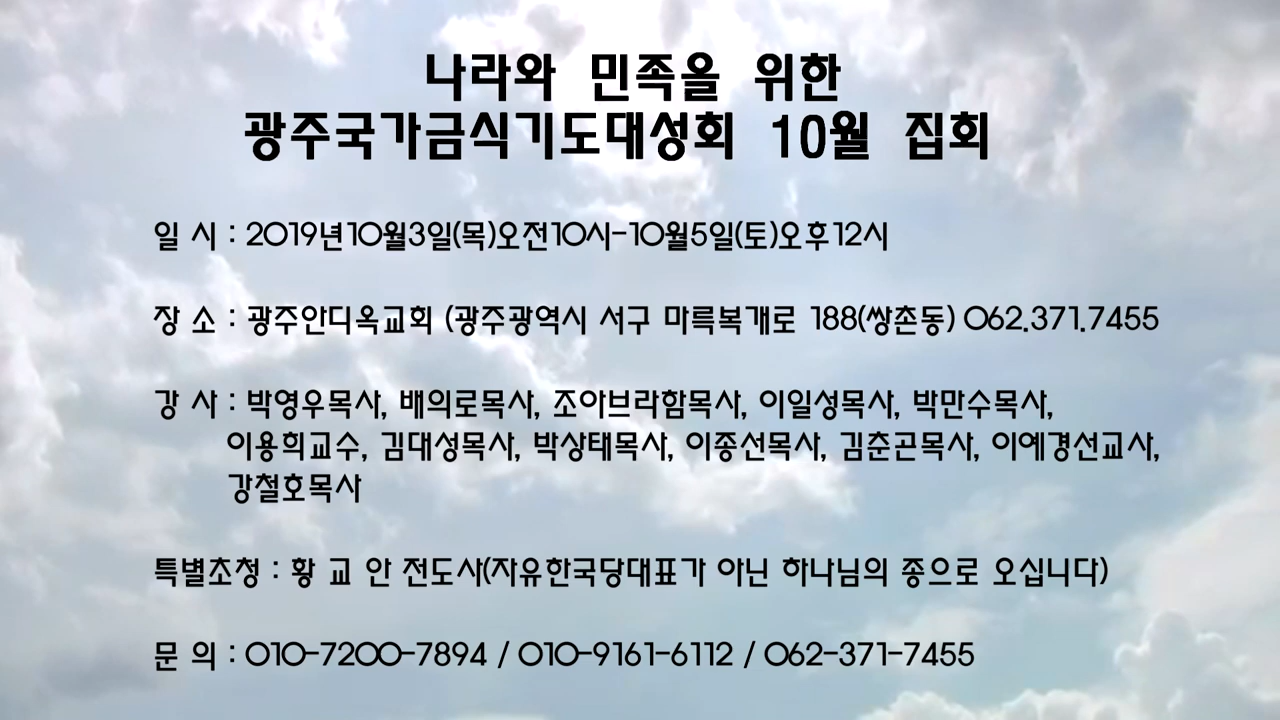 나라와 민족을 위한
광주국가금식기도대성회 10월 집회
일 시 : 2019년10월3일(목)오전10시-10월5일(토)오후12시
장 소 : 광주안디옥교회 (광주광역시 서구 마륵복개로 188(쌍촌동) 062.371.7455
강 사 : 박영우목사, 배의로목사, 조아브라함목사, 이일성목사, 박만수목사,
이용희교수, 김대성목사, 박상태목사, 이종선목사, 김춘곤목사, 이예경선교사,
강철호목사
특별초청 : 황 교 안 전도사(자유한국당대표가 아닌 하나님의 종으로 오십니다)
문 의 : 010-7200-7894 / 010-9161-6112 / 062-371-7455